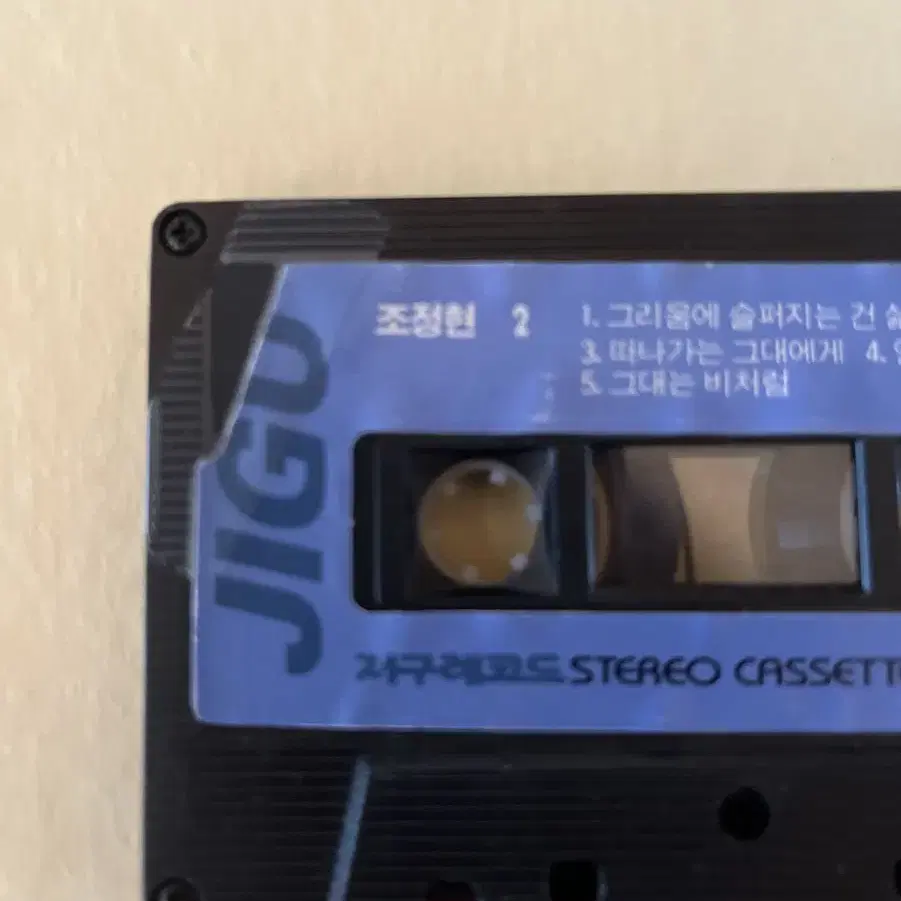 조정현 2
1. 그리움에 슬퍼지는 건
3. 떠나가는 그대에게 4.
5. 그대는 비처럼
JIGU
지구레코드 STEREO CASSETTE